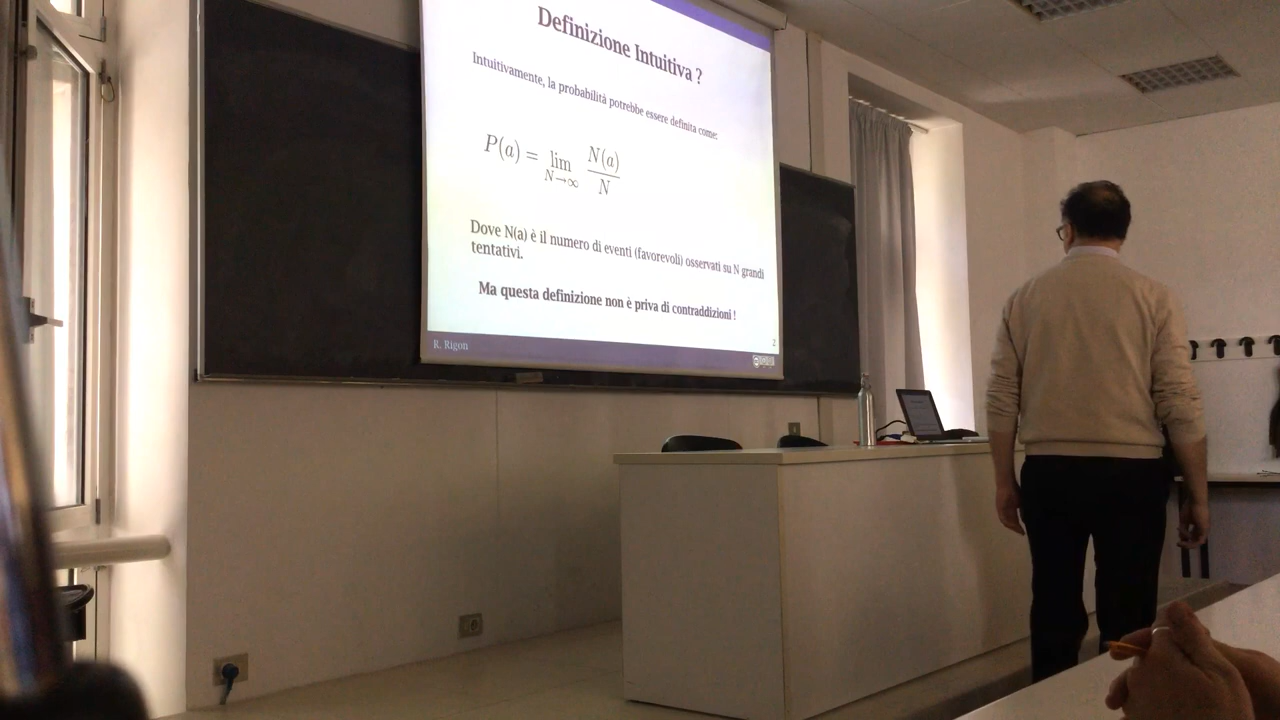 Definizione Intuitiva ?
Intuitivamente, la probabilità potrebbe essere definita come:
P(a) = lim N→∞ N(a)/N
Dove N(a) è il numero di eventi (favorevoli) osservati su N grandi
tentativi.
Ma questa definizione non è priva di contraddizioni !
R. Rigon
2